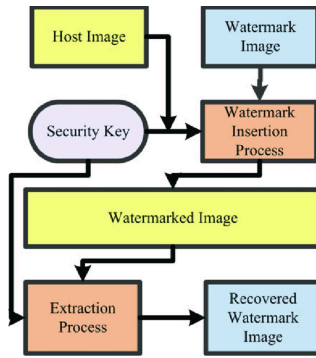 Host Image
Watermark
Image
Security Key
Watermark
Insertion
Process
Watermarked Image
Extraction
Process
Recovered
Watermark
Image